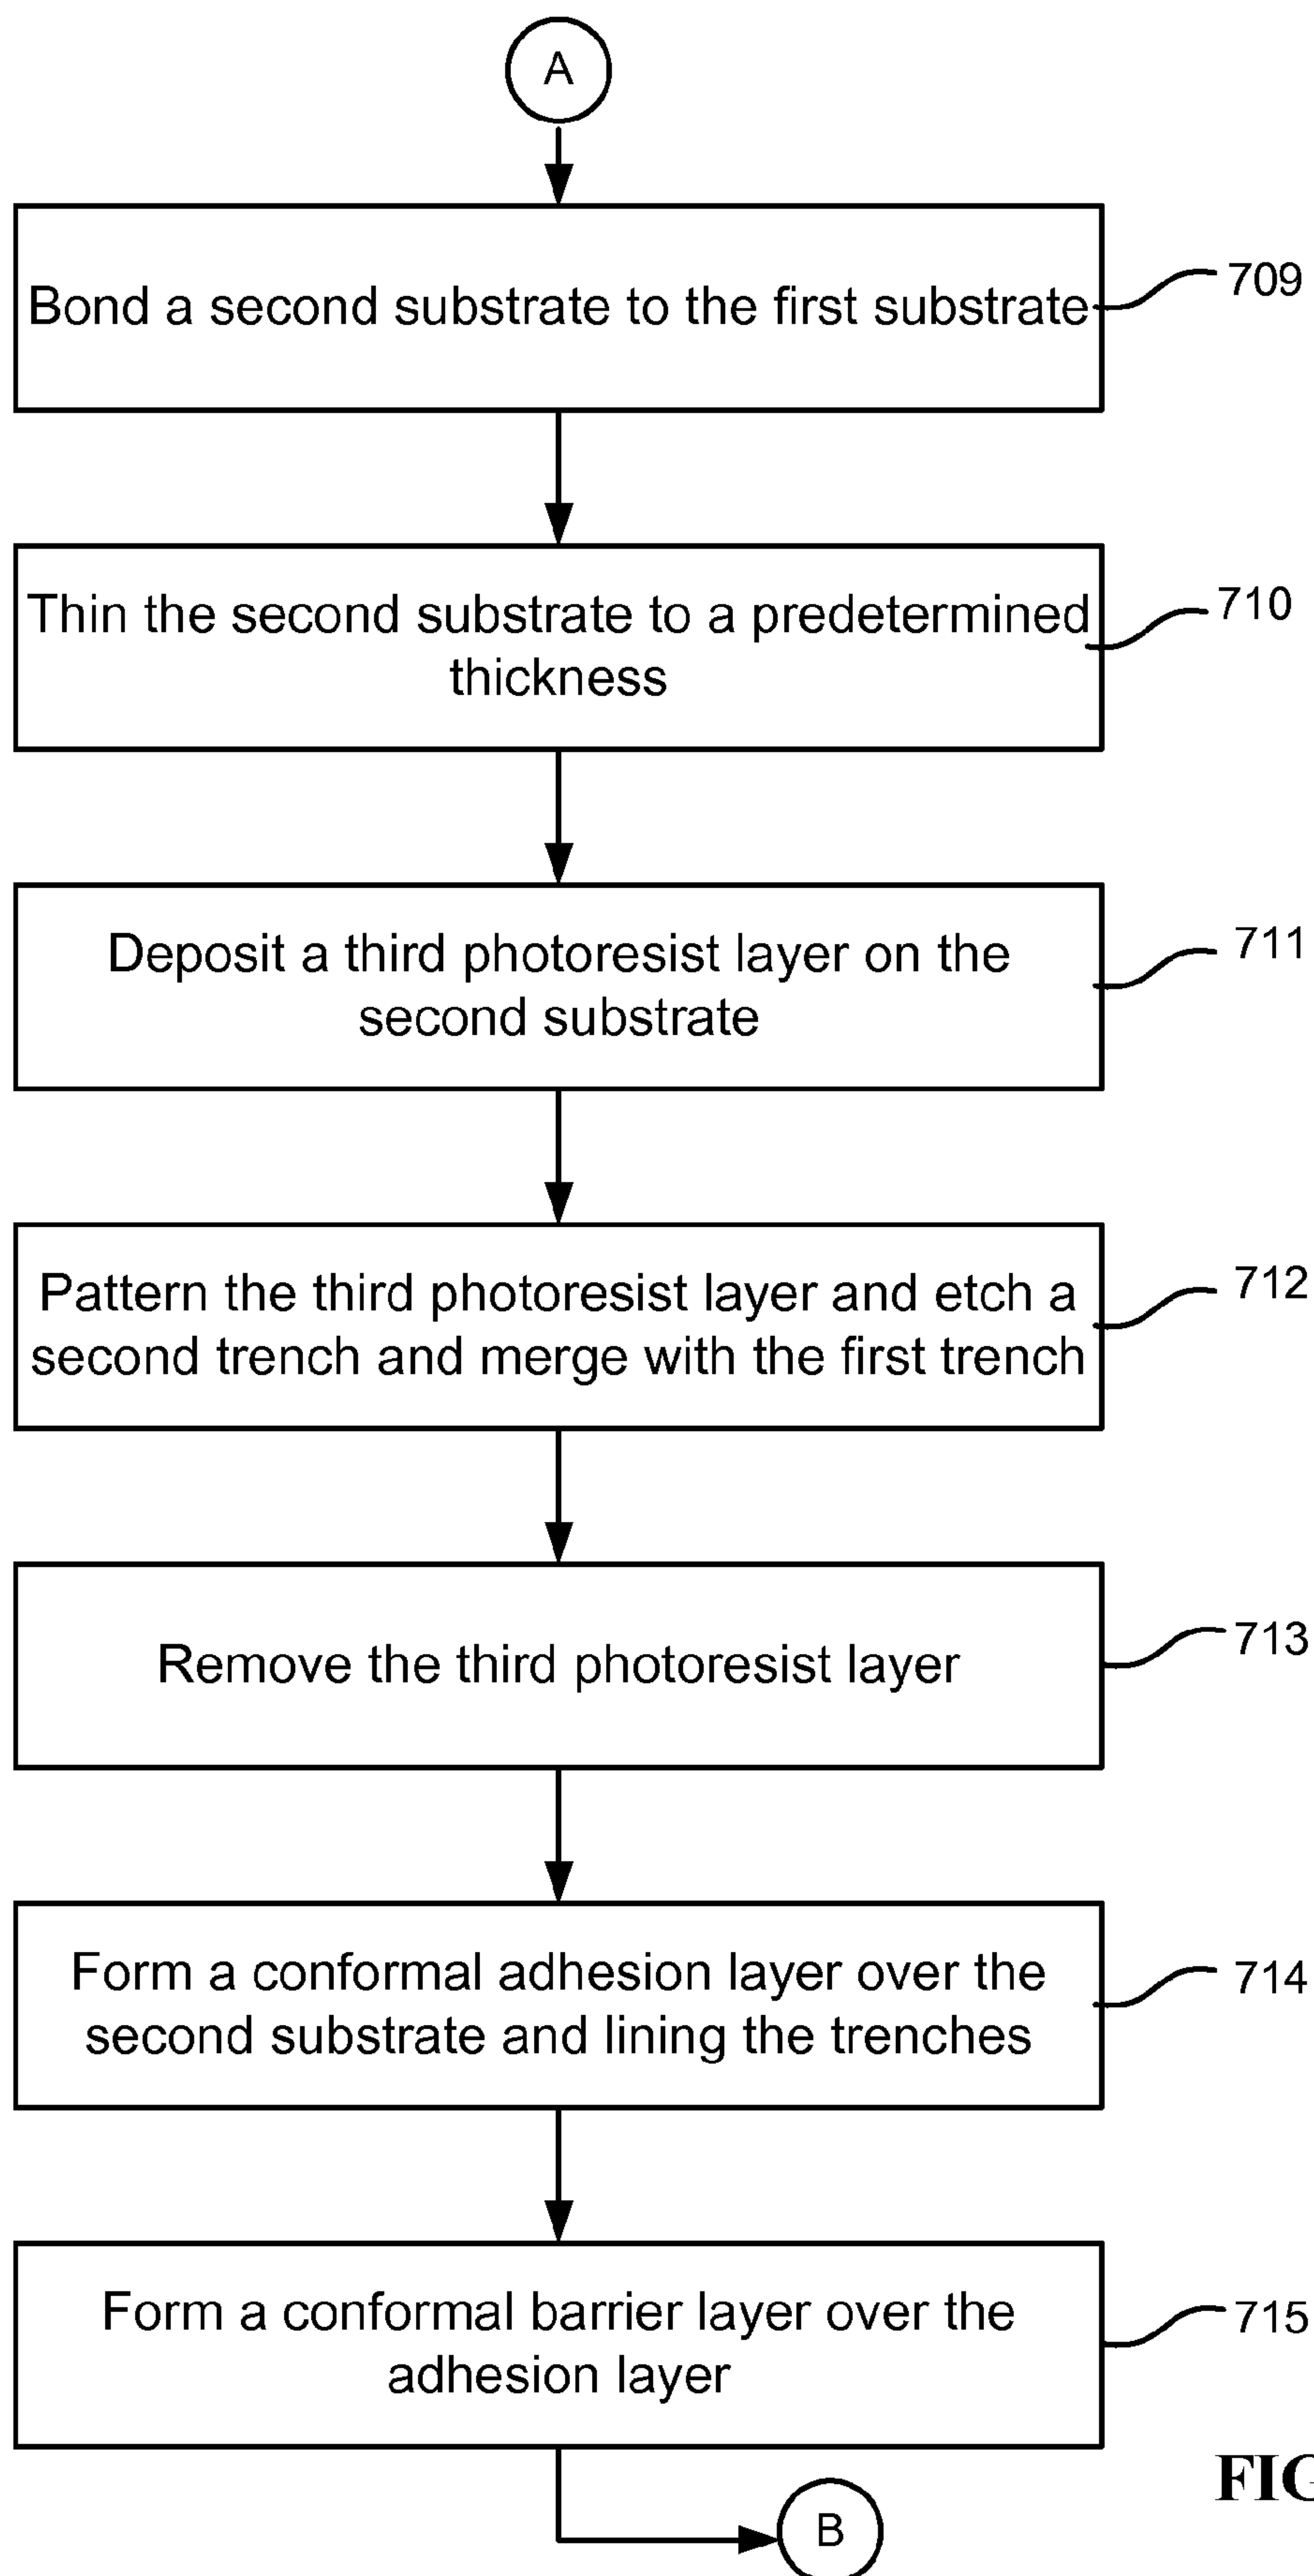 A
Bond a second substrate to the first substrate
709
Thin the second substrate to a predetermined
thickness
710
Deposit a third photoresist layer on the
second substrate
711
Pattern the third photoresist layer and etch a
second trench and merge with the first trench
712
Remove the third photoresist layer
713
Form a conformal adhesion layer over the
second substrate and lining the trenches
714
Form a conformal barrier layer over the
adhesion layer
715
FIG
B